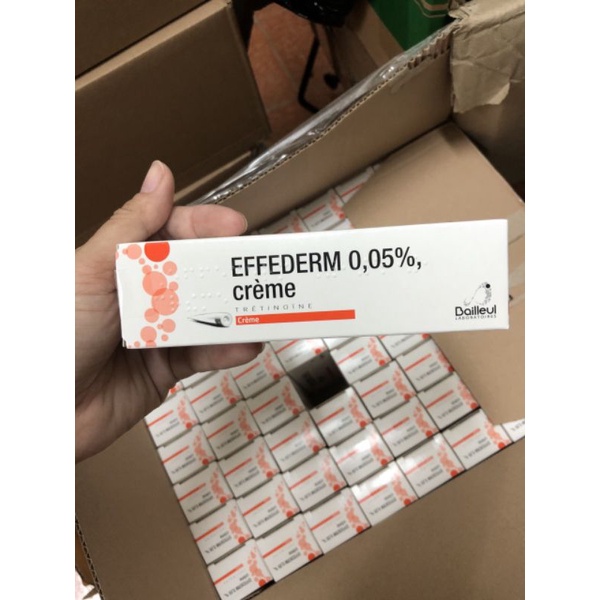 EFFEDERM 0,05%,
crème
TRÉTINOÏNE
Crème
Bailleul
LABORATOIRES